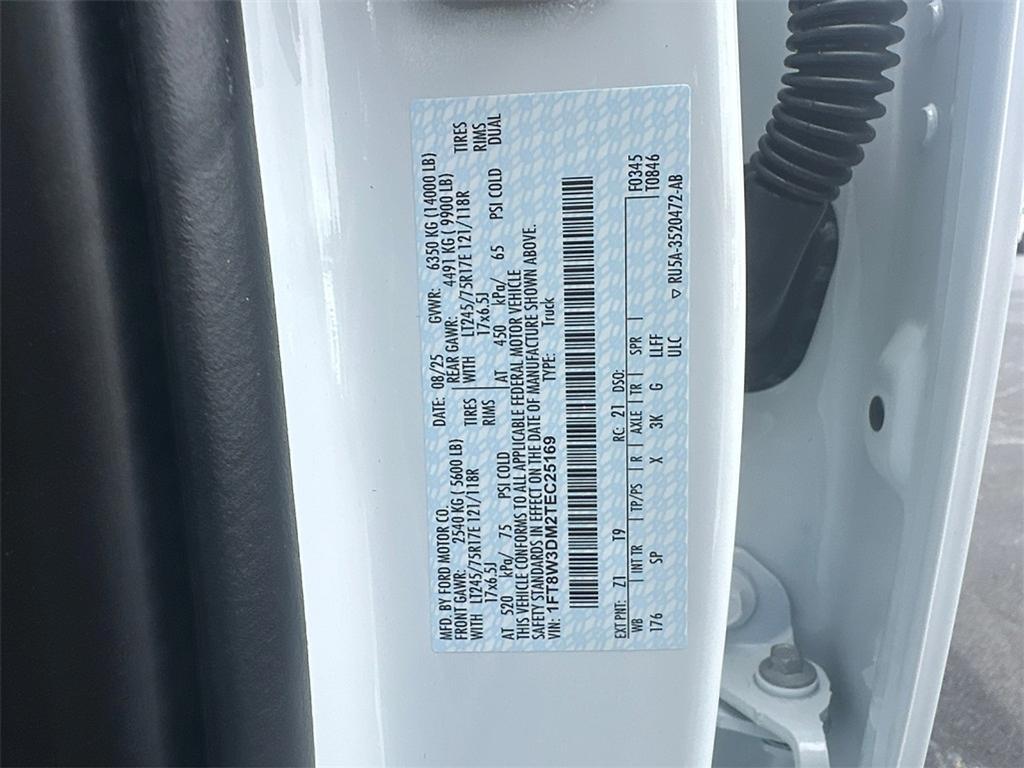 MFD. BY FORD MOTOR CO.
DATE: 08/25 GVWR: 6350 KG (14000 LB)
FRONT GAWR: 2540 KG (5600 LB)
REAR GAWR: 4491 KG (9900 LB)
WITH LT245/75R17E 121/118R TIRES
WITH LT245/75R17E 121/118R TIRES
17x6.5J RIMS
17x6.5J RIMS
AT 520 kPa/ 75 PSI COLD
AT 450 kPa/ 65 PSI COLD DUAL
THIS VEHICLE CONFORMS TO ALL APPLICABLE FEDERAL MOTOR VEHICLE
SAFETY STANDARDS IN EFFECT ON THE DATE OF MANUFACTURE SHOWN ABOVE.
VIN: 1FT8W3DM2TEC25169 TYPE: Truck
F0345
T0846
EXT PNT: Z1 T9 RC: 21 DSO:
WB INT TR TP/PS R AXLE TR SPR
176 SP X 3K G LLFF
ULC
▽ RU5A-3520472-AB